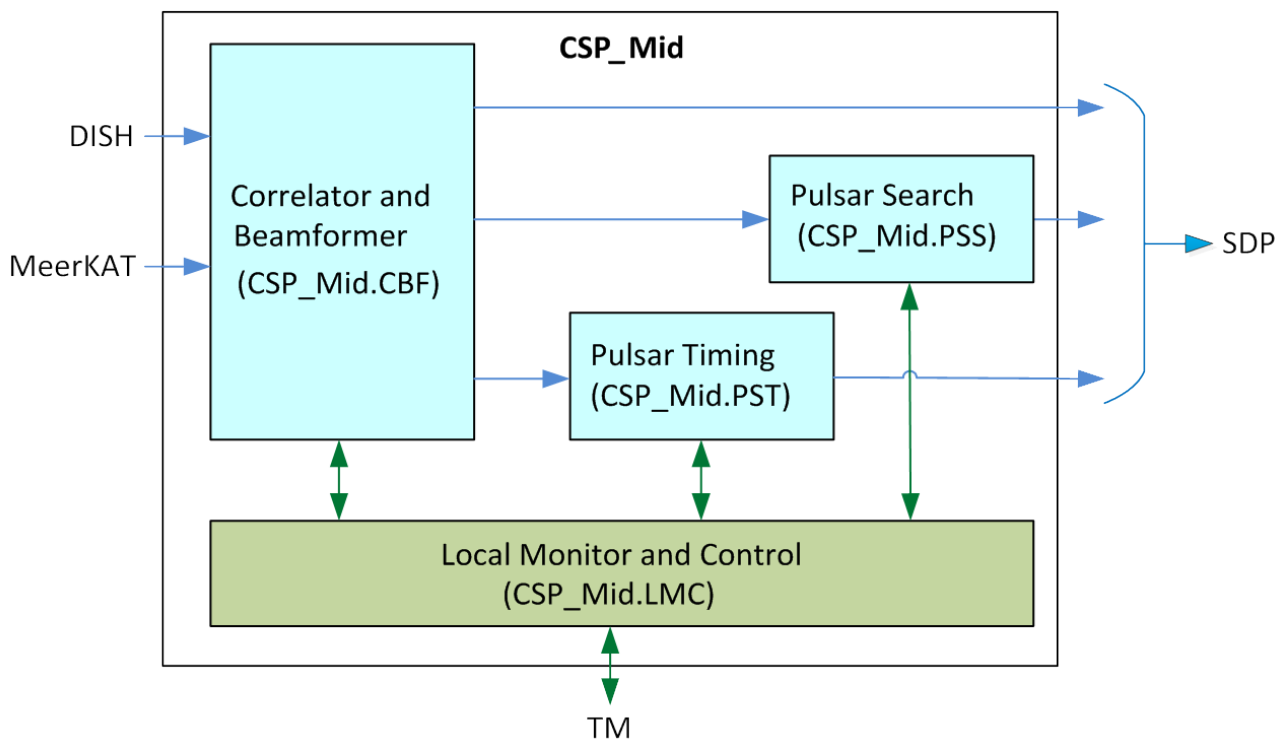 CSP_Mid
DISH
MeerKAT
Correlator and
Beamformer
(CSP_Mid.CBF)
Pulsar Search
(CSP_Mid.PSS)
SDP
Pulsar Timing
(CSP_Mid.PST)
Local Monitor and Control
(CSP_Mid.LMC)
TM